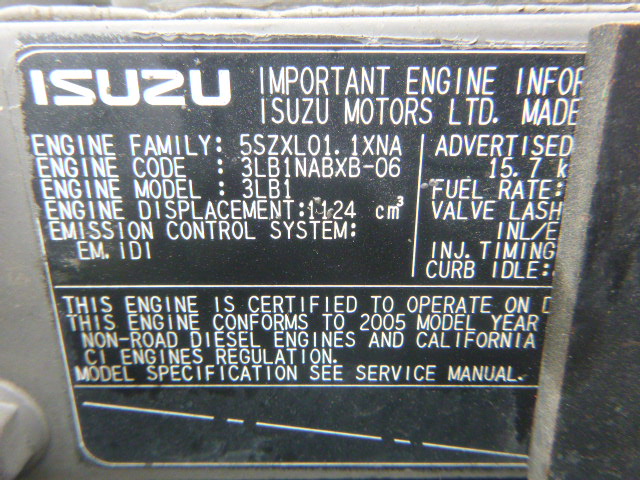 ISUZU IMPORTANT ENGINE INFOR
ISUZU MOTORS LTD. MADE
ENGINE FAMILY: 5SZXL01.1XNA
ENGINE CODE : 3LB1NABXB-06
ENGINE MODEL : 3LB1
ENGINE DISPLACEMENT:1124 cm³
EMISSION CONTROL SYSTEM:
EM.IDI
ADVERTISED
15.7 k
FUEL RATE:
VALVE LASH
INL/E
INJ.TIMING
CURB IDLE:
THIS ENGINE IS CERTIFIED TO OPERATE ON D
THIS ENGINE CONFORMS TO 2005 MODEL YEAR
NON-ROAD DIESEL ENGINES AND CALIFORNIA
CI ENGINES REGULATION.
MODEL SPECIFICATION SEE SERVICE MANUAL.